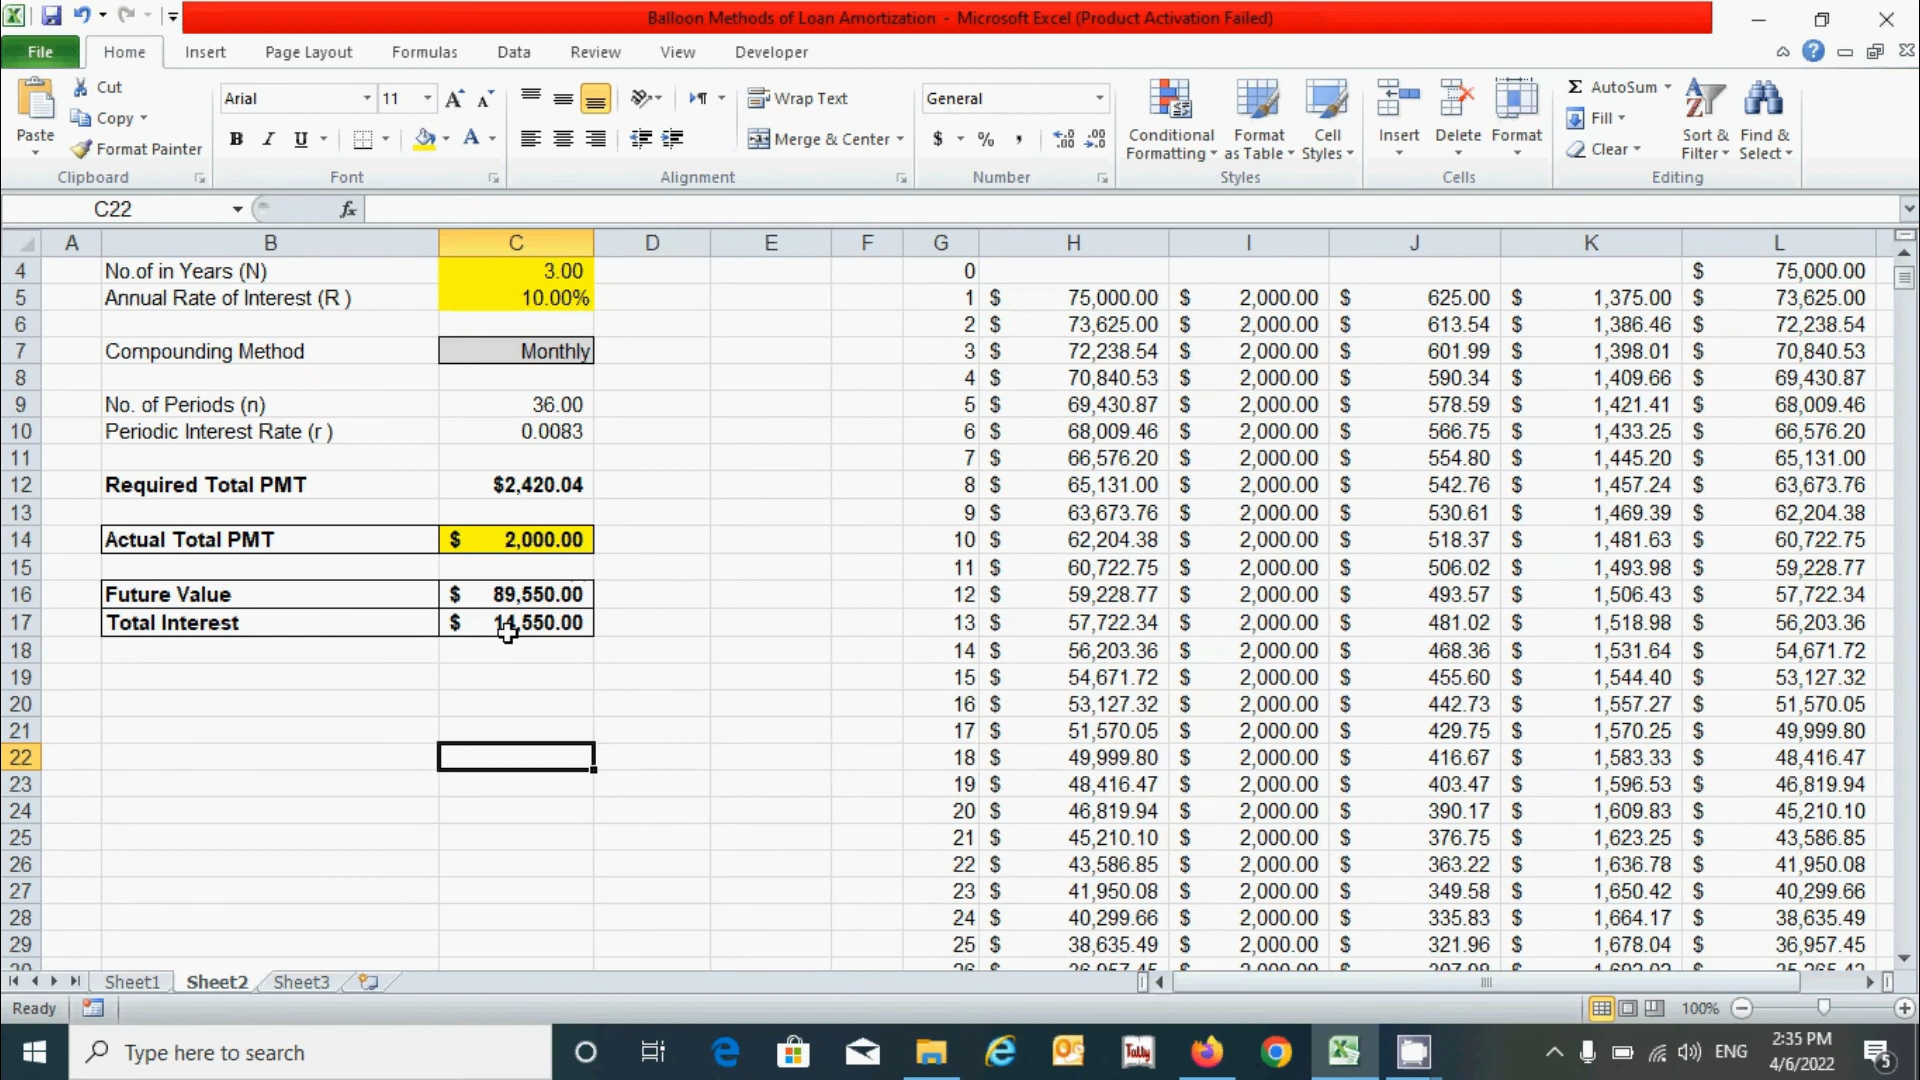 Balloon Methods of Loan Amortization - Microsoft Excel (Product Activation Failed)
File Home Insert Page Layout Formulas Data Review View Developer
Paste
Cut
Copy
Format Painter
Clipboard
Arial 11
B I U
Font
Wrap Text
Merge & Center
Alignment
General
$ % ,
Number
Conditional Formatting
Format as Table
Cell Styles
Styles
Insert Delete Format
Cells
Σ AutoSum
Fill
Clear
Sort & Filter
Find & Select
Editing
C22 fx
A B C D E F G H I J K L
4 No.of in Years (N) 3.00 0 $ 75,000.00
5 Annual Rate of Interest (R ) 10.00% 1 $ 75,000.00 $ 2,000.00 $ 625.00 $ 1,375.00 $ 73,625.00
6 2 $ 73,625.00 $ 2,000.00 $ 613.54 $ 1,386.46 $ 72,238.54
7 Compounding Method Monthly 3 $ 72,238.54 $ 2,000.00 $ 601.99 $ 1,398.01 $ 70,840.53
8 4 $ 70,840.53 $ 2,000.00 $ 590.34 $ 1,409.66 $ 69,430.87
9 No. of Periods (n) 36.00 5 $ 69,430.87 $ 2,000.00 $ 578.59 $ 1,421.41 $ 68,009.46
10 Periodic Interest Rate (r ) 0.0083 6 $ 68,009.46 $ 2,000.00 $ 566.75 $ 1,433.25 $ 66,576.20
11 7 $ 66,576.20 $ 2,000.00 $ 554.80 $ 1,445.20 $ 65,131.00
12 Required Total PMT $2,420.04 8 $ 65,131.00 $ 2,000.00 $ 542.76 $ 1,457.24 $ 63,673.76
13 9 $ 63,673.76 $ 2,000.00 $ 530.61 $ 1,469.39 $ 62,204.38
14 Actual Total PMT $ 2,000.00 10 $ 62,204.38 $ 2,000.00 $ 518.37 $ 1,481.63 $ 60,722.75
15 11 $ 60,722.75 $ 2,000.00 $ 506.02 $ 1,493.98 $ 59,228.77
16 Future Value $ 89,550.00 12 $ 59,228.77 $ 2,000.00 $ 493.57 $ 1,506.43 $ 57,722.34
17 Total Interest $ 14,550.00 13 $ 57,722.34 $ 2,000.00 $ 481.02 $ 1,518.98 $ 56,203.36
18 14 $ 56,203.36 $ 2,000.00 $ 468.36 $ 1,531.64 $ 54,671.72
19 15 $ 54,671.72 $ 2,000.00 $ 455.60 $ 1,544.40 $ 53,127.32
20 16 $ 53,127.32 $ 2,000.00 $ 442.73 $ 1,557.27 $ 51,570.05
21 17 $ 51,570.05 $ 2,000.00 $ 429.75 $ 1,570.25 $ 49,999.80
22 18 $ 49,999.80 $ 2,000.00 $ 416.67 $ 1,583.33 $ 48,416.47
23 19 $ 48,416.47 $ 2,000.00 $ 403.47 $ 1,596.53 $ 46,819.94
24 20 $ 46,819.94 $ 2,000.00 $ 390.17 $ 1,609.83 $ 45,210.10
25 21 $ 45,210.10 $ 2,000.00 $ 376.75 $ 1,623.25 $ 43,586.85
26 22 $ 43,586.85 $ 2,000.00 $ 363.22 $ 1,636.78 $ 41,950.08
27 23 $ 41,950.08 $ 2,000.00 $ 349.58 $ 1,650.42 $ 40,299.66
28 24 $ 40,299.66 $ 2,000.00 $ 335.83 $ 1,664.17 $ 38,635.49
29 25 $ 38,635.49 $ 2,000.00 $ 321.96 $ 1,678.04 $ 36,957.45
Sheet1 Sheet2 Sheet3
Ready 100%
Type here to search
Tally
ENG
2:35 PM
4/6/2022
5